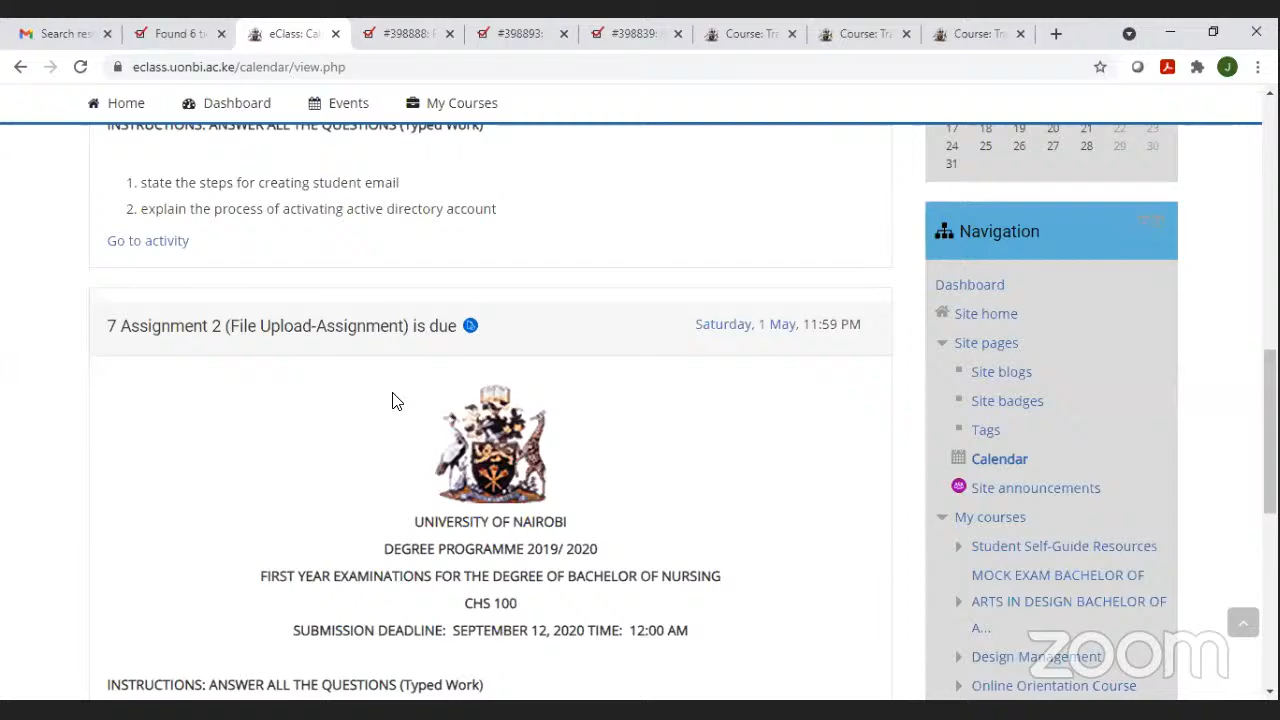 Search res
Found 6 ti
eClass: Cal
#398888: F
#398893:
#398839:
Course: Tra
Course: Tra
Course: Tra
eclass.uonbi.ac.ke/calendar/view.php
J
Home
Dashboard
Events
My Courses
INSTRUCTIONS: ANSWER ALL THE QUESTIONS (Typed Work)
1. state the steps for creating student email
2. explain the process of activating active directory account
Go to activity
7 Assignment 2 (File Upload-Assignment) is due
Saturday, 1 May, 11:59 PM
UNIVERSITY OF NAIROBI
DEGREE PROGRAMME 2019/ 2020
FIRST YEAR EXAMINATIONS FOR THE DEGREE OF BACHELOR OF NURSING
CHS 100
SUBMISSION DEADLINE: SEPTEMBER 12, 2020 TIME: 12:00 AM
INSTRUCTIONS: ANSWER ALL THE QUESTIONS (Typed Work)
17 18 19 20 21 22 23
24 25 26 27 28 29 30
31
Navigation
Dashboard
Site home
Site pages
Site blogs
Site badges
Tags
Calendar
Site announcements
My courses
Student Self-Guide Resources
MOCK EXAM BACHELOR OF
ARTS IN DESIGN BACHELOR OF
A...
Design Management
Online Orientation Course
zoom